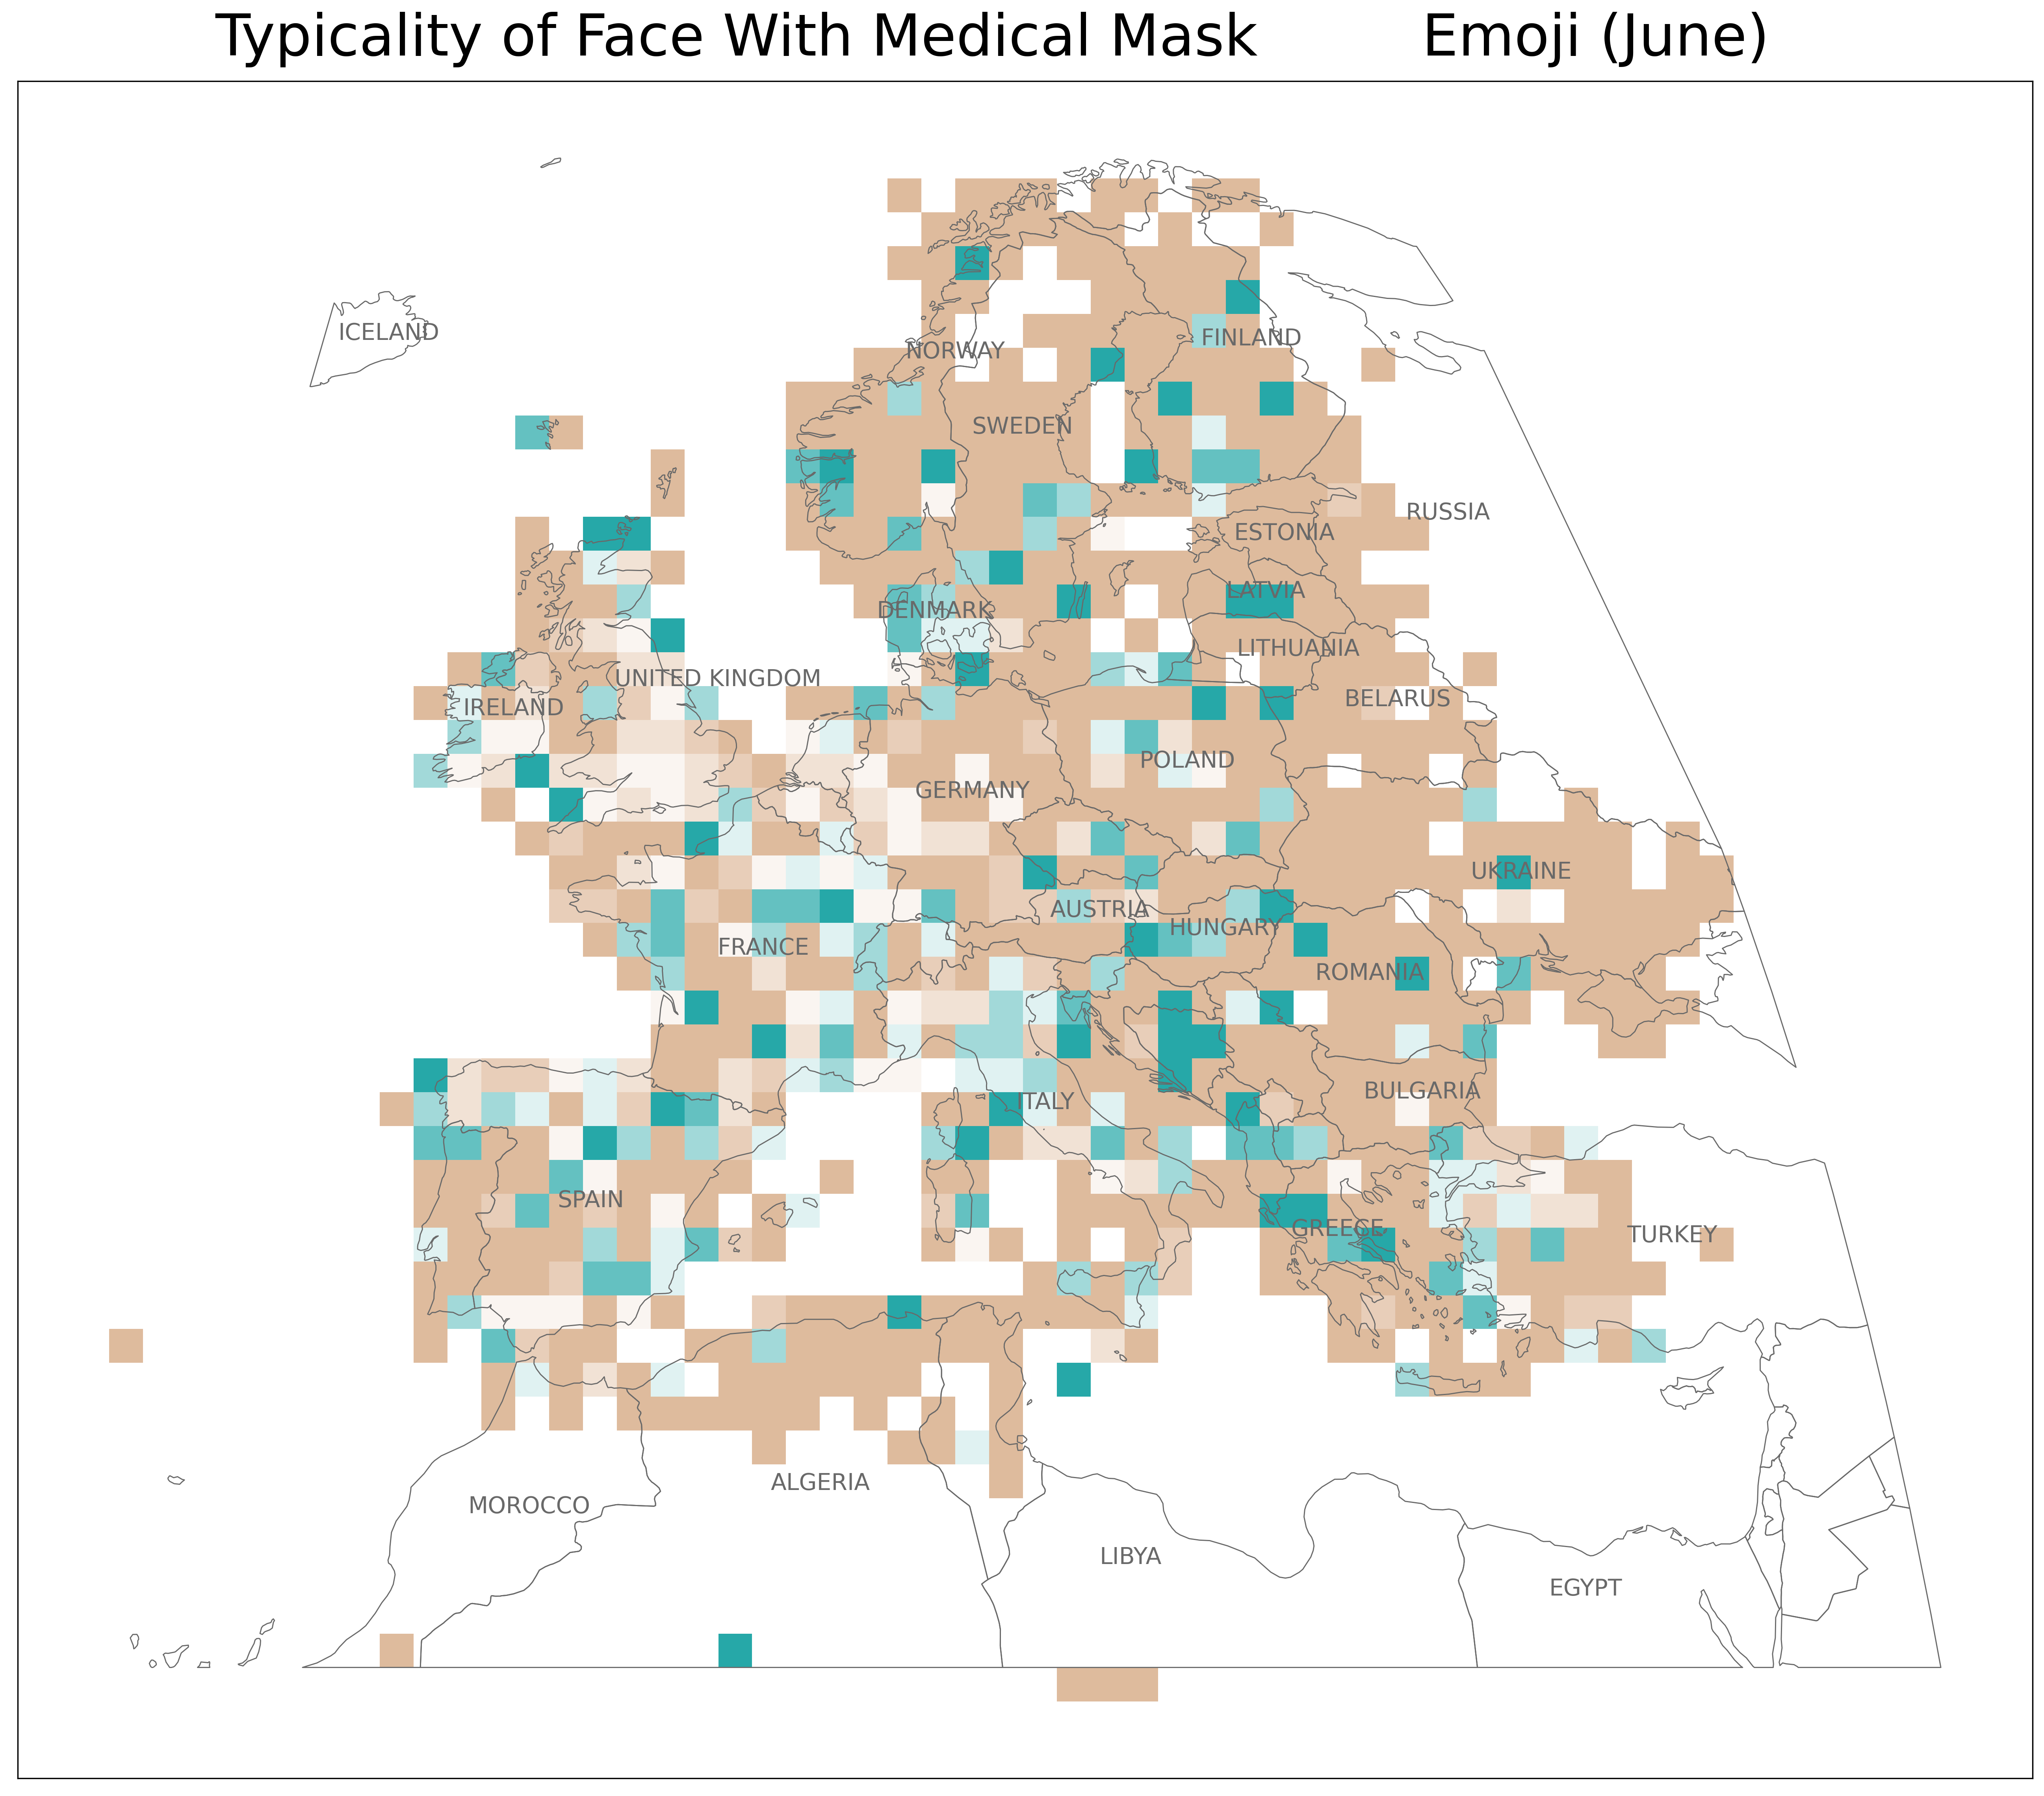 Typicality of Face With Medical Mask Emoji (June)
ICELAND
FINLAND
NORWAY
SWEDEN
RUSSIA
ESTONIA
LATVIA
DENMARK
LITHUANIA
UNITED KINGDOM
BELARUS
IRELAND
POLAND
GERMANY
UKRAINE
AUSTRIA
HUNGARY
FRANCE
ROMANIA
BULGARIA
ITALY
SPAIN
GREECE
TURKEY
ALGERIA
MOROCCO
LIBYA
EGYPT